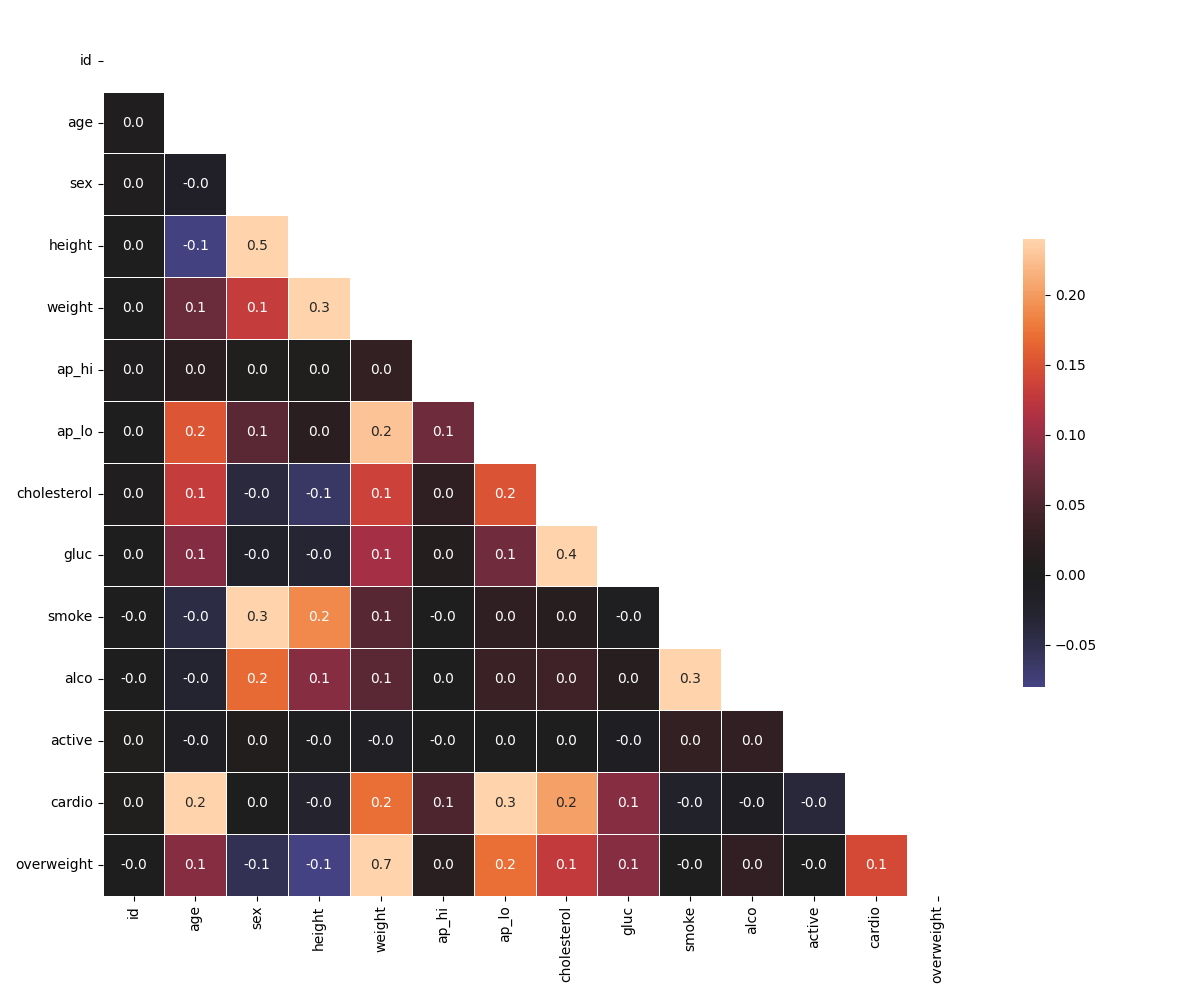 id
age 0.0
sex 0.0 -0.0
height 0.0 -0.1 0.5
weight 0.0 0.1 0.1 0.3
ap_hi 0.0 0.0 0.0 0.0 0.0
ap_lo 0.0 0.2 0.1 0.0 0.2 0.1
cholesterol 0.0 0.1 -0.0 -0.1 0.1 0.0 0.2
gluc 0.0 0.1 -0.0 -0.0 0.1 0.0 0.1 0.4
smoke -0.0 -0.0 0.3 0.2 0.1 -0.0 0.0 0.0 -0.0
alco -0.0 -0.0 0.2 0.1 0.1 0.0 0.0 0.0 0.0 0.3
active 0.0 -0.0 0.0 -0.0 -0.0 -0.0 0.0 0.0 -0.0 0.0 0.0
cardio 0.0 0.2 0.0 -0.0 0.2 0.1 0.3 0.2 0.1 -0.0 -0.0 -0.0
overweight -0.0 0.1 -0.1 -0.1 0.7 0.0 0.2 0.1 0.1 -0.0 0.0 -0.0 0.1
id age sex height weight ap_hi ap_lo cholesterol gluc smoke alco active cardio overweight
0.20
0.15
0.10
0.05
0.00
−0.05